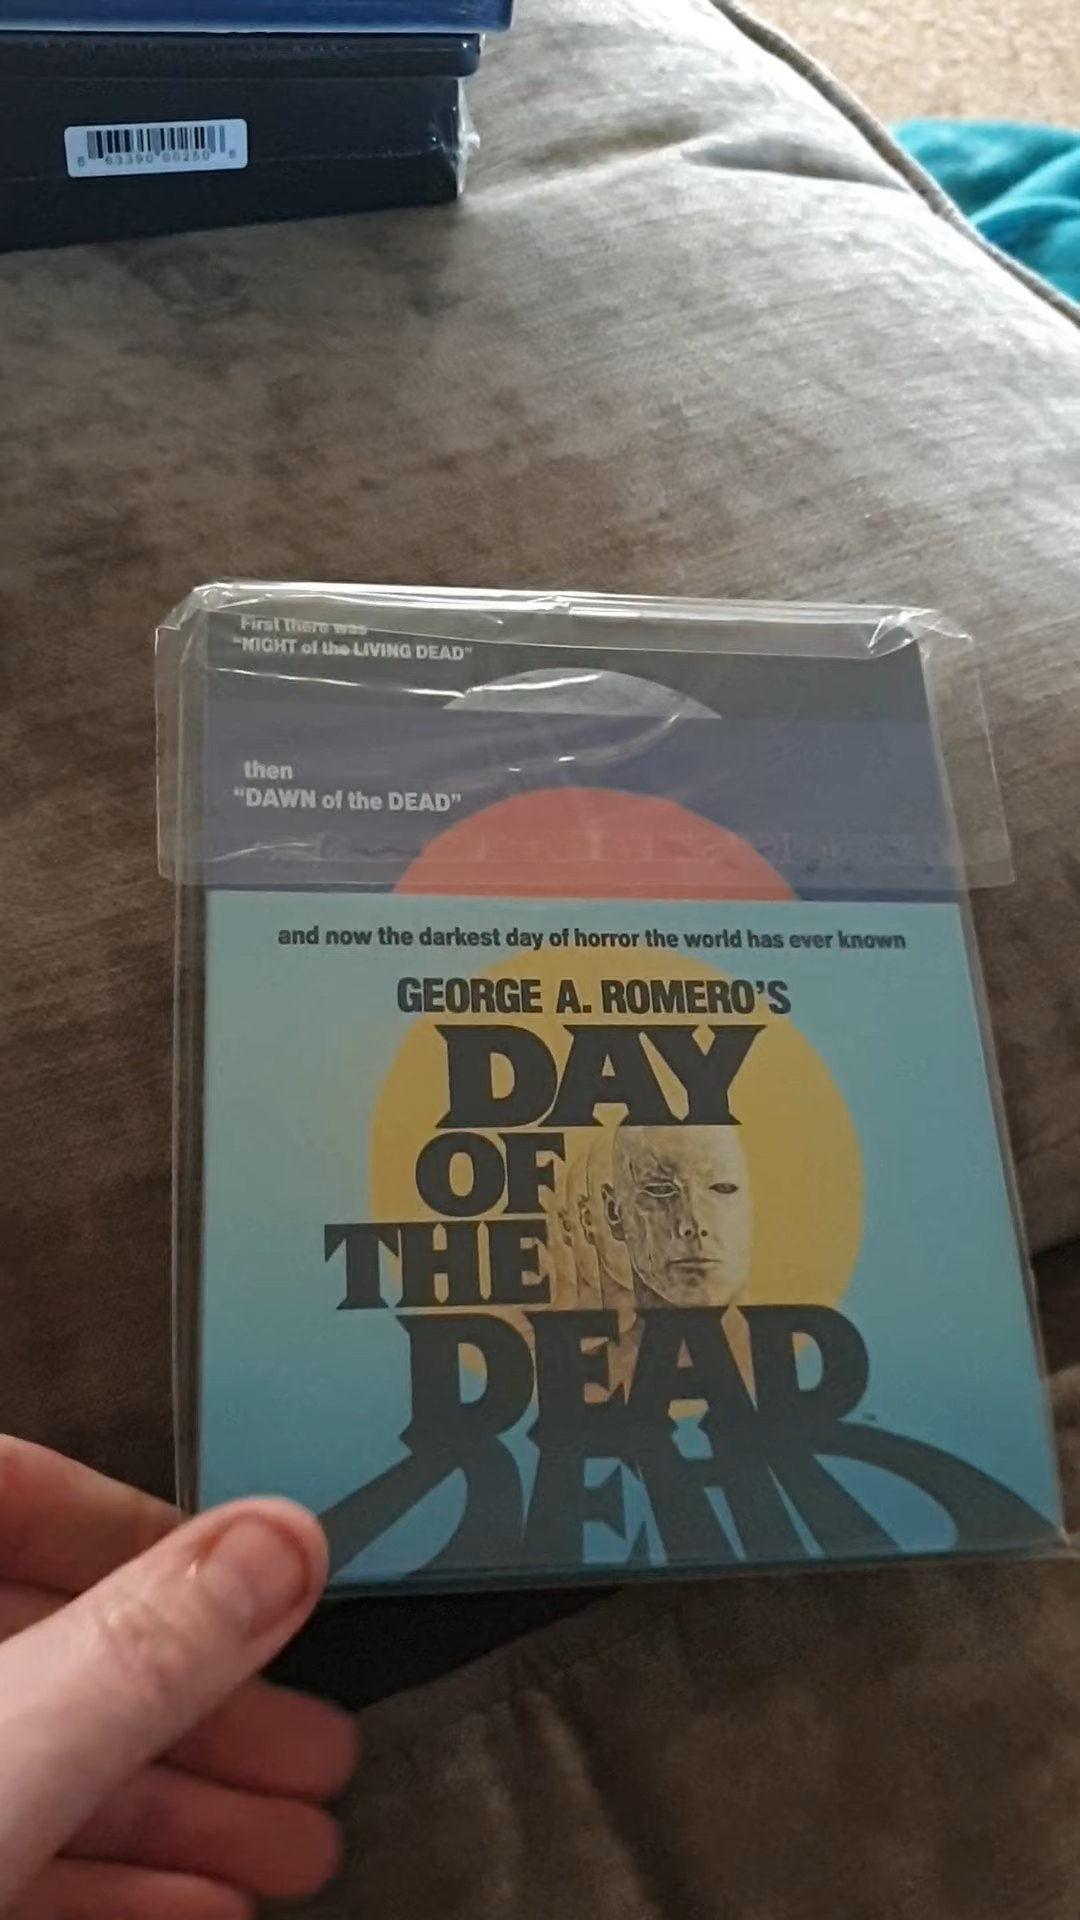 First there was
"NIGHT of the LIVING DEAD"
then
"DAWN of the DEAD"
and now the darkest day of horror the world has ever known
GEORGE A. ROMERO'S
DAY
OF
THE
DEAD